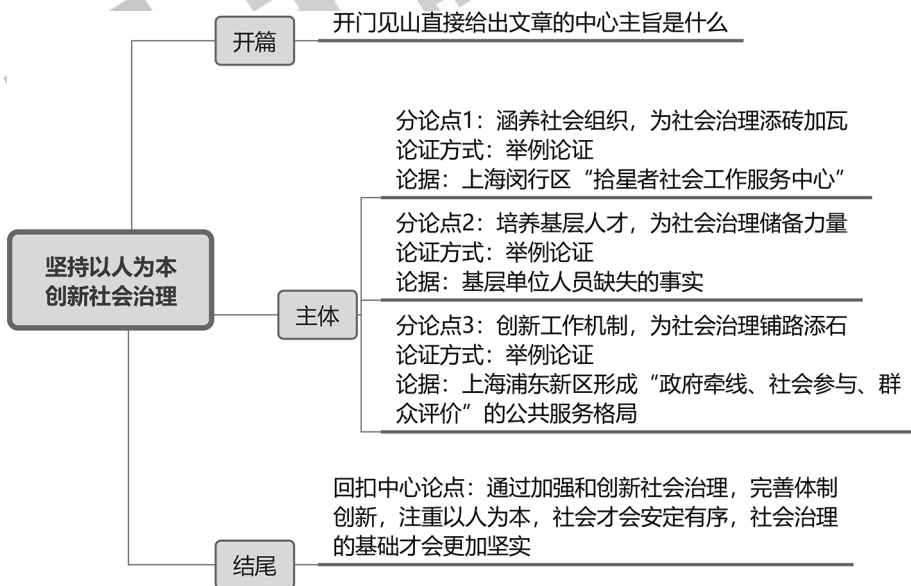 开篇
开门见山直接给出文章的中心主旨是什么
分论点1：涵养社会组织，为社会治理添砖加瓦
论证方式：举例论证
论据：上海闵行区“拾星者社会工作服务中心”
分论点2：培养基层人才，为社会治理储备力量
论证方式：举例论证
论据：基层单位人员缺失的事实
坚持以人为本
创新社会治理
主体
分论点3：创新工作机制，为社会治理铺路添石
论证方式：举例论证
论据：上海浦东新区形成“政府牵线、社会参与、群
众评价”的公共服务格局
回扣中心论点：通过加强和创新社会治理，完善体制
创新，注重以人为本，社会才会安定有序，社会治理
的基础才会更加坚实
结尾